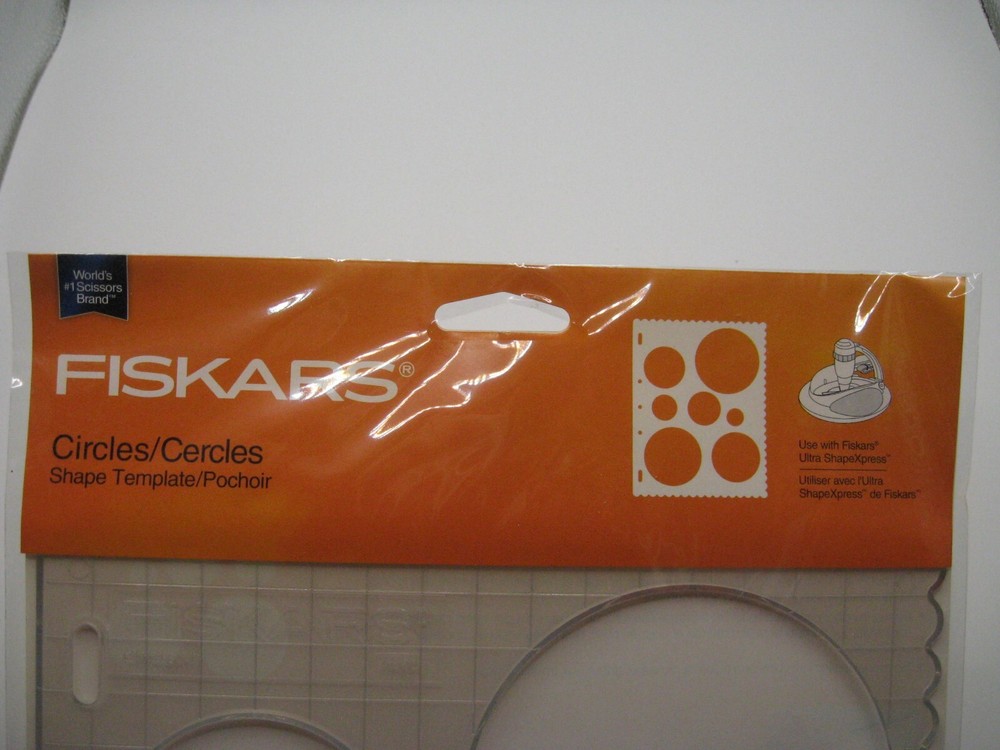 World's
#1 Scissors
Brand™
FISKARS®
Circles/Cercles
Shape Template/Pochoir
Use with Fiskars®
Ultra ShapeXpress™
Utiliser avec l'Ultra
ShapeXpress™ de Fiskars™
FISKARS